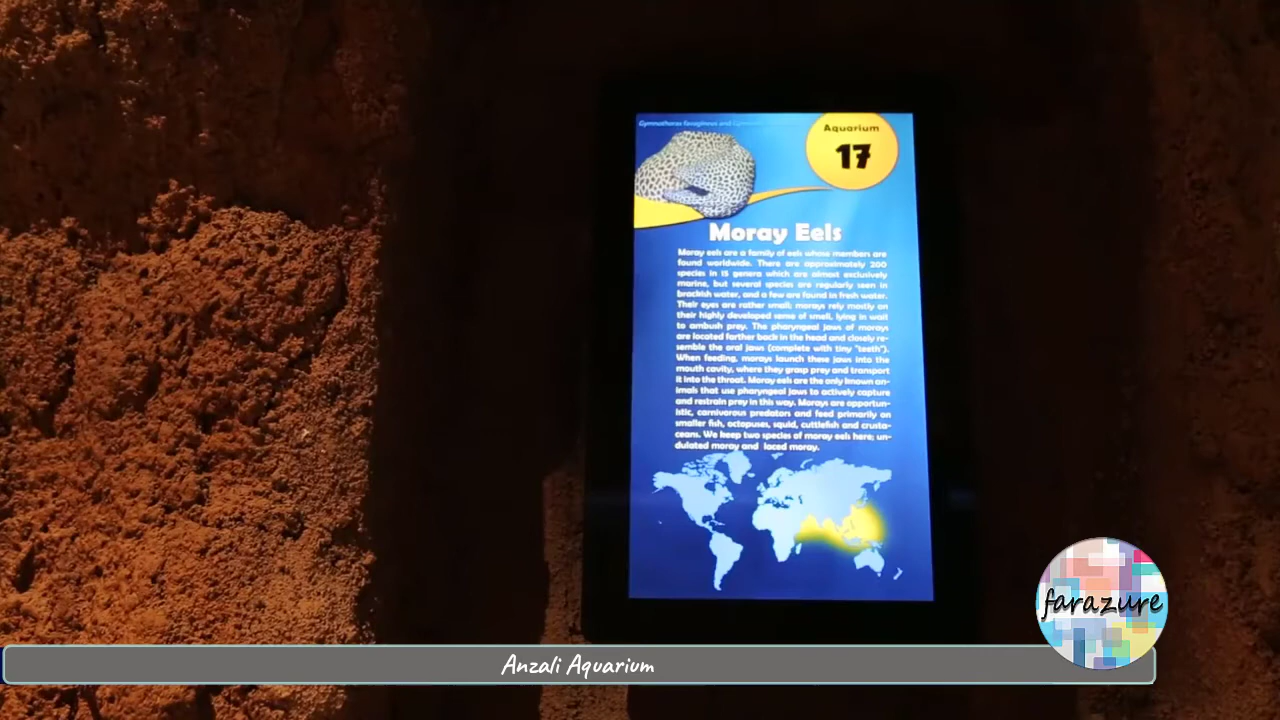 Gymnothorax favagineus and
Aquarium
17
Moray Eels
Moray eels are a family of eels whose members are
found worldwide. There are approximately 200
species in 15 genera which are almost exclusively
marine, but several species are regularly seen in
brackish water, and a few are found in fresh water.
Their eyes are rather small; morays rely mostly on
their highly developed sense of smell, lying in wait
to ambush prey. The pharyngeal jaws of morays
are located farther back in the head and closely re-
semble the oral jaws (complete with tiny "teeth").
When feeding, morays launch these jaws into the
mouth cavity, where they grasp prey and transport
it into the throat. Moray eels are the only known an-
imals that use pharyngeal jaws to actively capture
and restrain prey in this way. Morays are opportun-
istic, carnivorous predators and feed primarily on
smaller fish, octopuses, squid, cuttlefish and crusta-
ceans. We keep two species of moray eels here; un-
dulated moray and laced moray.
farazure
Anzali Aquarium